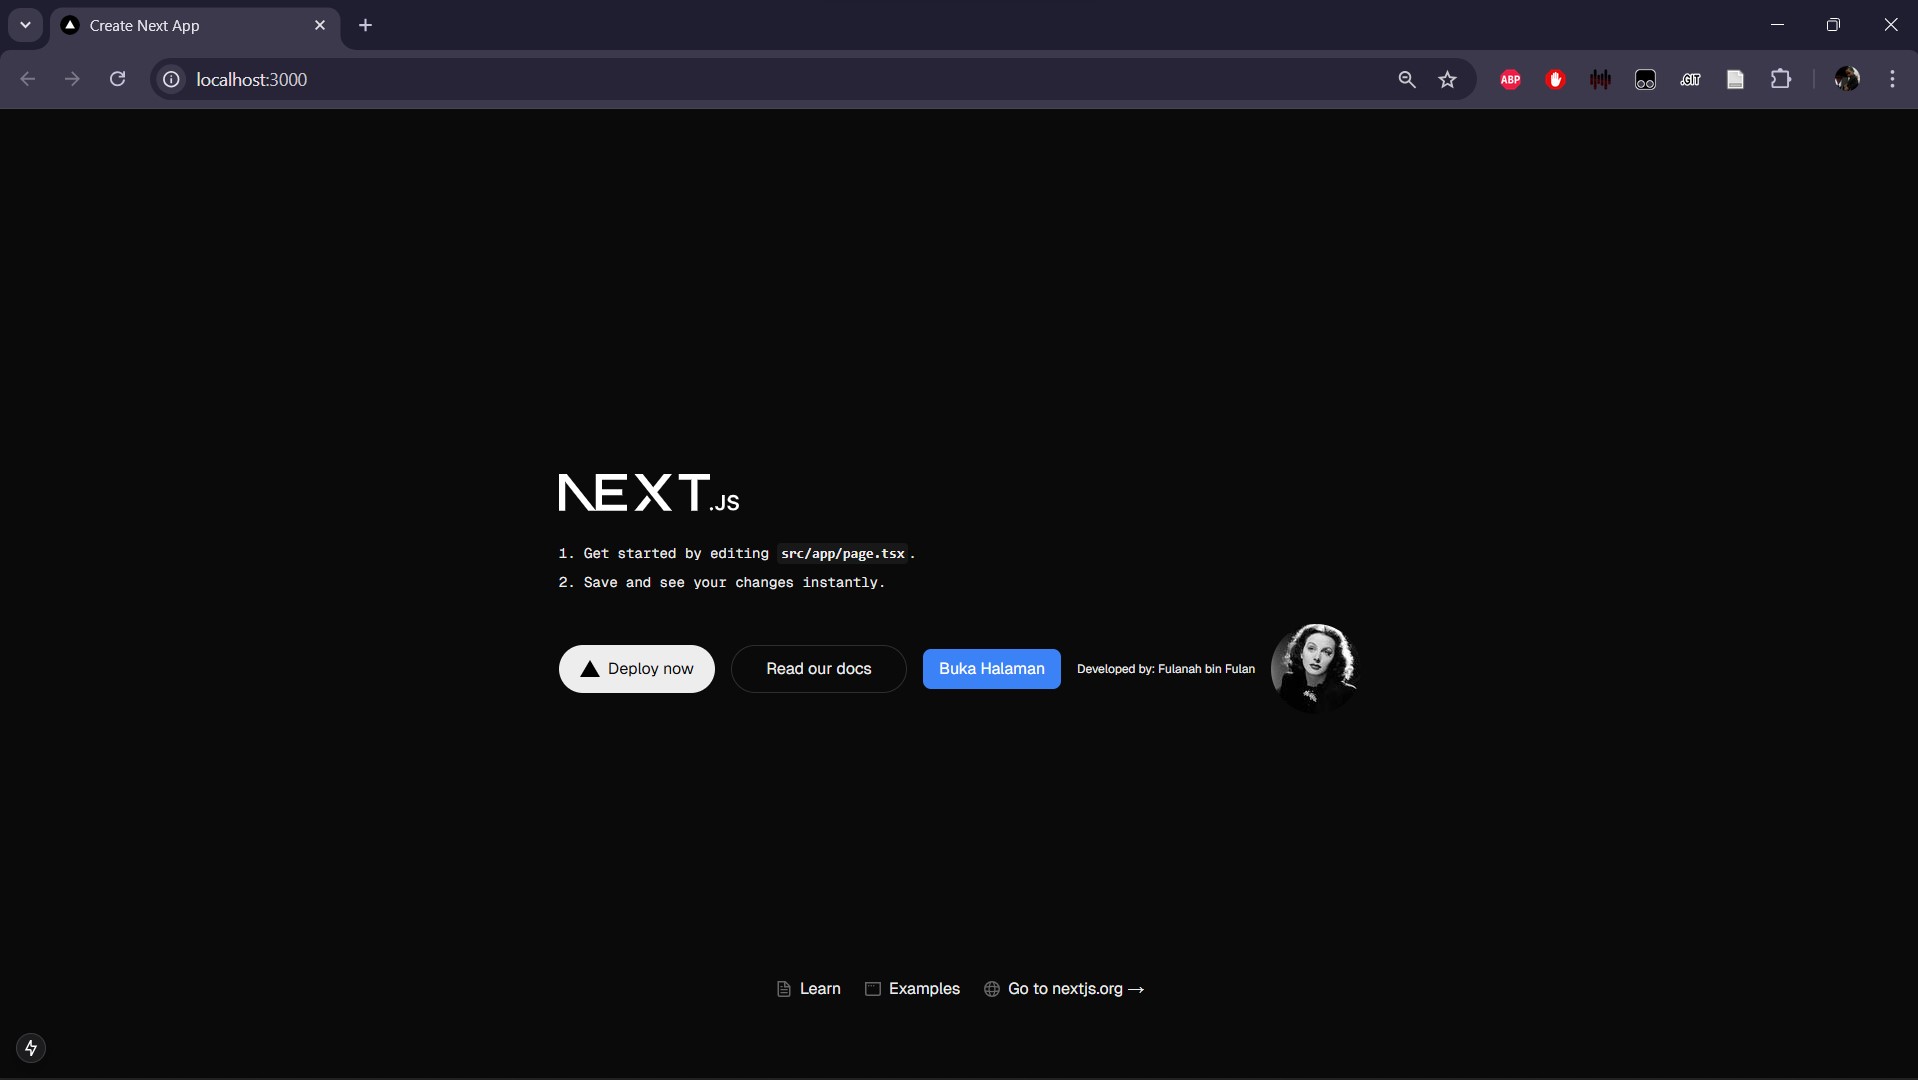 Create Next App
localhost:3000
ABP
.GIT
NEXT.JS
1. Get started by editing src/app/page.tsx.
2. Save and see your changes instantly.
Deploy now
Read our docs
Buka Halaman
Developed by: Fulanah bin Fulan
Learn
Examples
Go to nextjs.org →